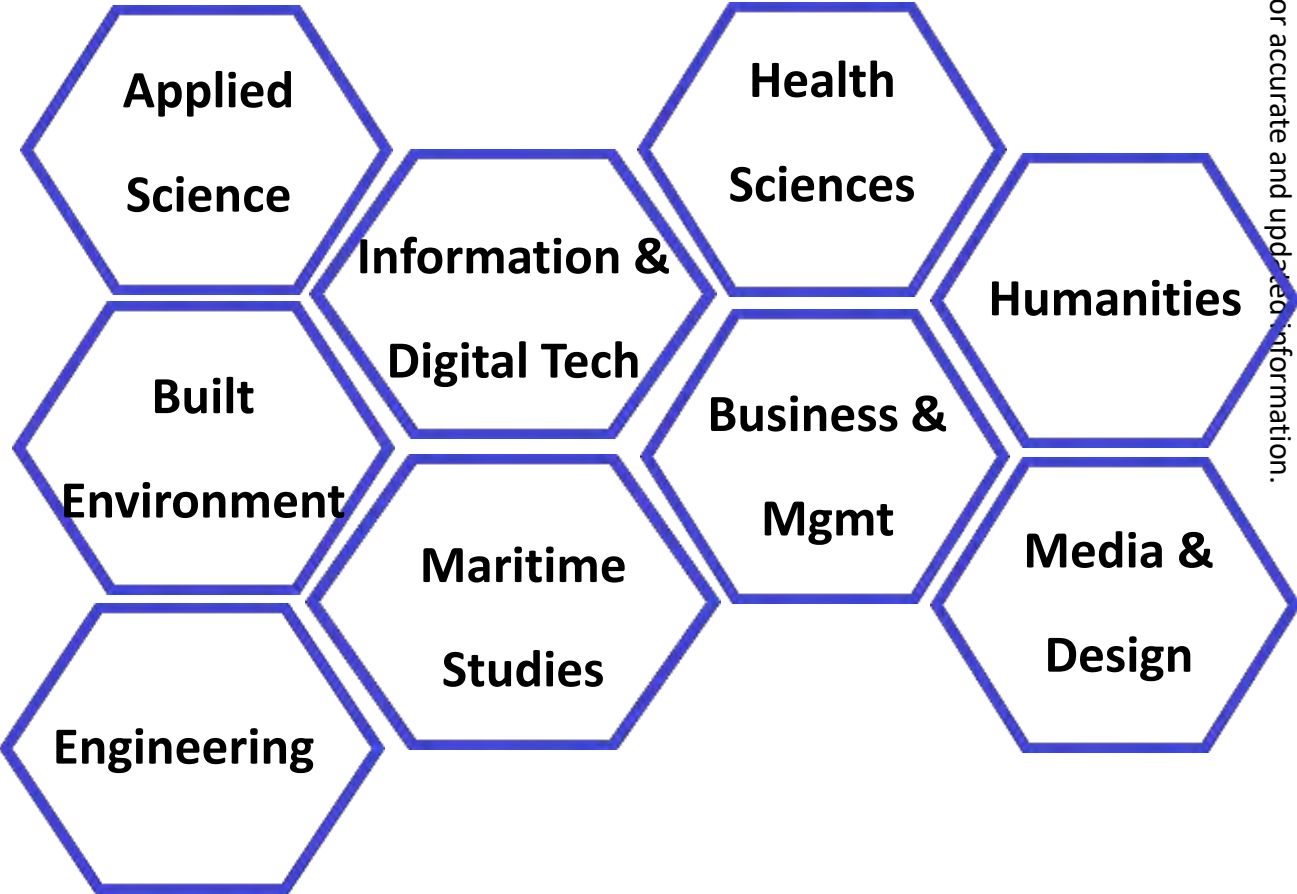 Applied
Science
Health
Sciences
Information &
Digital Tech
Humanities
Built
Environment
Business &
Mgmt
Maritime
Studies
Media &
Design
Engineering
or accurate and updated information.